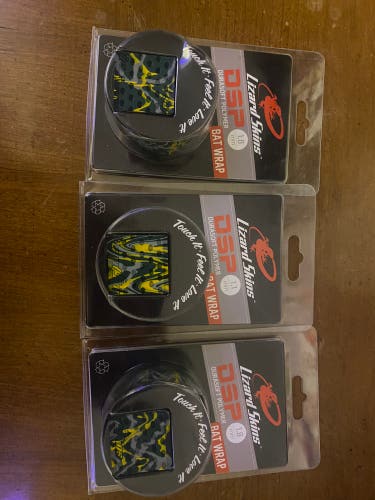 Lizard Skins
DSP
DURASOFT POLYMER
BAT WRAP
Touch It. Feel It. Love It.
Lizard Skins
DSP
DURASOFT POLYMER
BAT WRAP
Touch It. Feel It. Love It.
Lizard Skins
DSP
DURASOFT POLYMER
BAT WRAP
Touch It. Feel It. Love It.